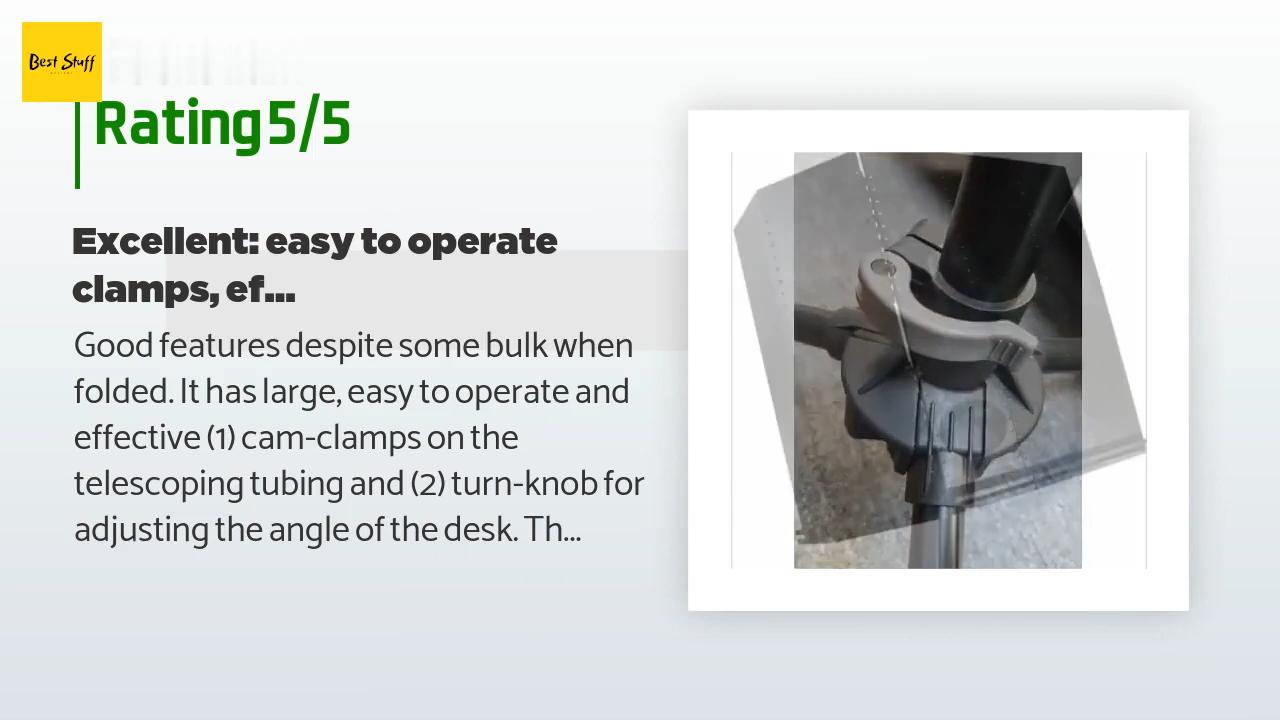 Best Stuff
Rating 5/5
Excellent: easy to operate
clamps, ef...
Good features despite some bulk when
folded. It has large, easy to operate and
effective (1) cam-clamps on the
telescoping tubing and (2) turn-knob for
adjusting the angle of the desk. Th...